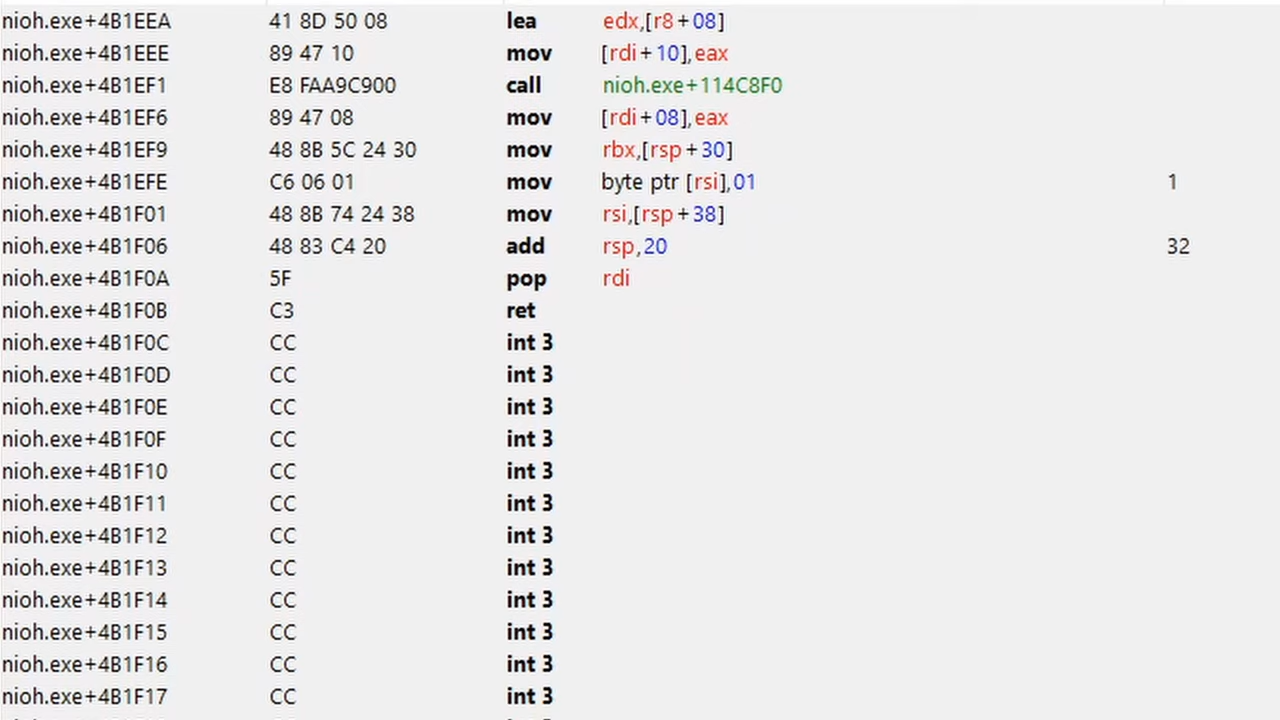 nioh.exe+4B1EEA 41 8D 50 08 lea edx,[r8+08]
nioh.exe+4B1EEE 89 47 10 mov [rdi+10],eax
nioh.exe+4B1EF1 E8 FAA9C900 call nioh.exe+114C8F0
nioh.exe+4B1EF6 89 47 08 mov [rdi+08],eax
nioh.exe+4B1EF9 48 8B 5C 24 30 mov rbx,[rsp+30]
nioh.exe+4B1EFE C6 06 01 mov byte ptr [rsi],01 1
nioh.exe+4B1F01 48 8B 74 24 38 mov rsi,[rsp+38]
nioh.exe+4B1F06 48 83 C4 20 add rsp,20 32
nioh.exe+4B1F0A 5F pop rdi
nioh.exe+4B1F0B C3 ret
nioh.exe+4B1F0C CC int 3
nioh.exe+4B1F0D CC int 3
nioh.exe+4B1F0E CC int 3
nioh.exe+4B1F0F CC int 3
nioh.exe+4B1F10 CC int 3
nioh.exe+4B1F11 CC int 3
nioh.exe+4B1F12 CC int 3
nioh.exe+4B1F13 CC int 3
nioh.exe+4B1F14 CC int 3
nioh.exe+4B1F15 CC int 3
nioh.exe+4B1F16 CC int 3
nioh.exe+4B1F17 CC int 3